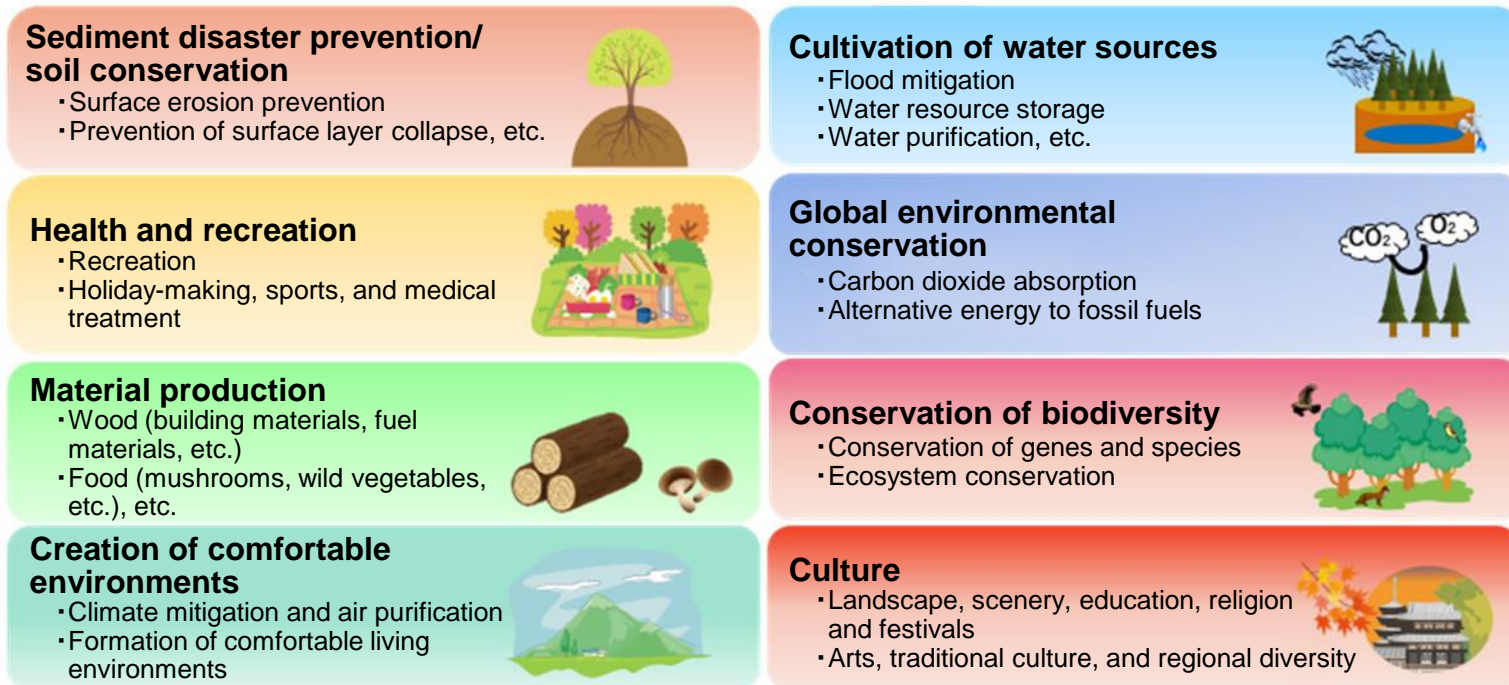 Sediment disaster prevention/
soil conservation
・Surface erosion prevention
・Prevention of surface layer collapse, etc.
Cultivation of water sources
・Flood mitigation
・Water resource storage
・Water purification, etc.
Health and recreation
・Recreation
・Holiday-making, sports, and medical
treatment
Global environmental
conservation
CO₂
O₂
・Carbon dioxide absorption
・Alternative energy to fossil fuels
Material production
・Wood (building materials, fuel
materials, etc.)
・Food (mushrooms, wild vegetables,
etc.), etc.
Conservation of biodiversity
・Conservation of genes and species
・Ecosystem conservation
Creation of comfortable
environments
・Climate mitigation and air purification
・Formation of comfortable living
environments
Culture
・Landscape, scenery, education, religion
and festivals
・Arts, traditional culture, and regional diversity